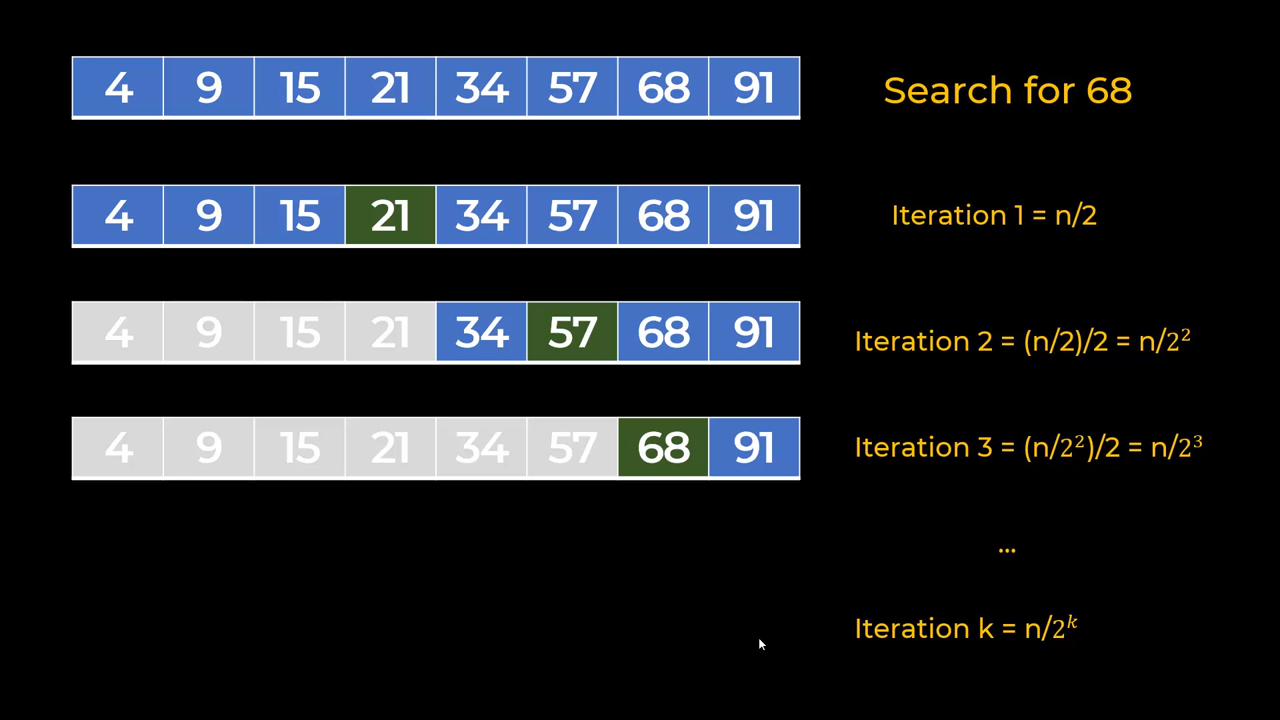 4 9 15 21 34 57 68 91 Search for 68
4 9 15 21 34 57 68 91 Iteration 1 = n/2
4 9 15 21 34 57 68 91 Iteration 2 = (n/2)/2 = n/2²
4 9 15 21 34 57 68 91 Iteration 3 = (n/2²)/2 = n/2³
...
Iteration k = n/2ᵏ